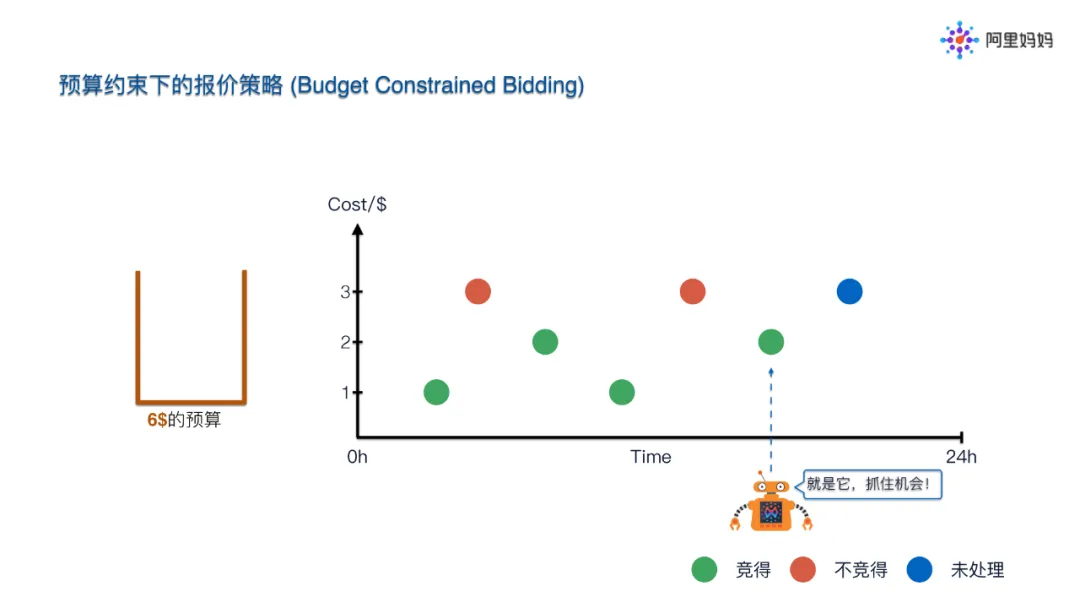 阿里妈妈
预算约束下的报价策略 (Budget Constrained Bidding)
Cost/$
3
2
1
6$的预算
0h
Time
24h
就是它，抓住机会！
竞得
不竞得
未处理